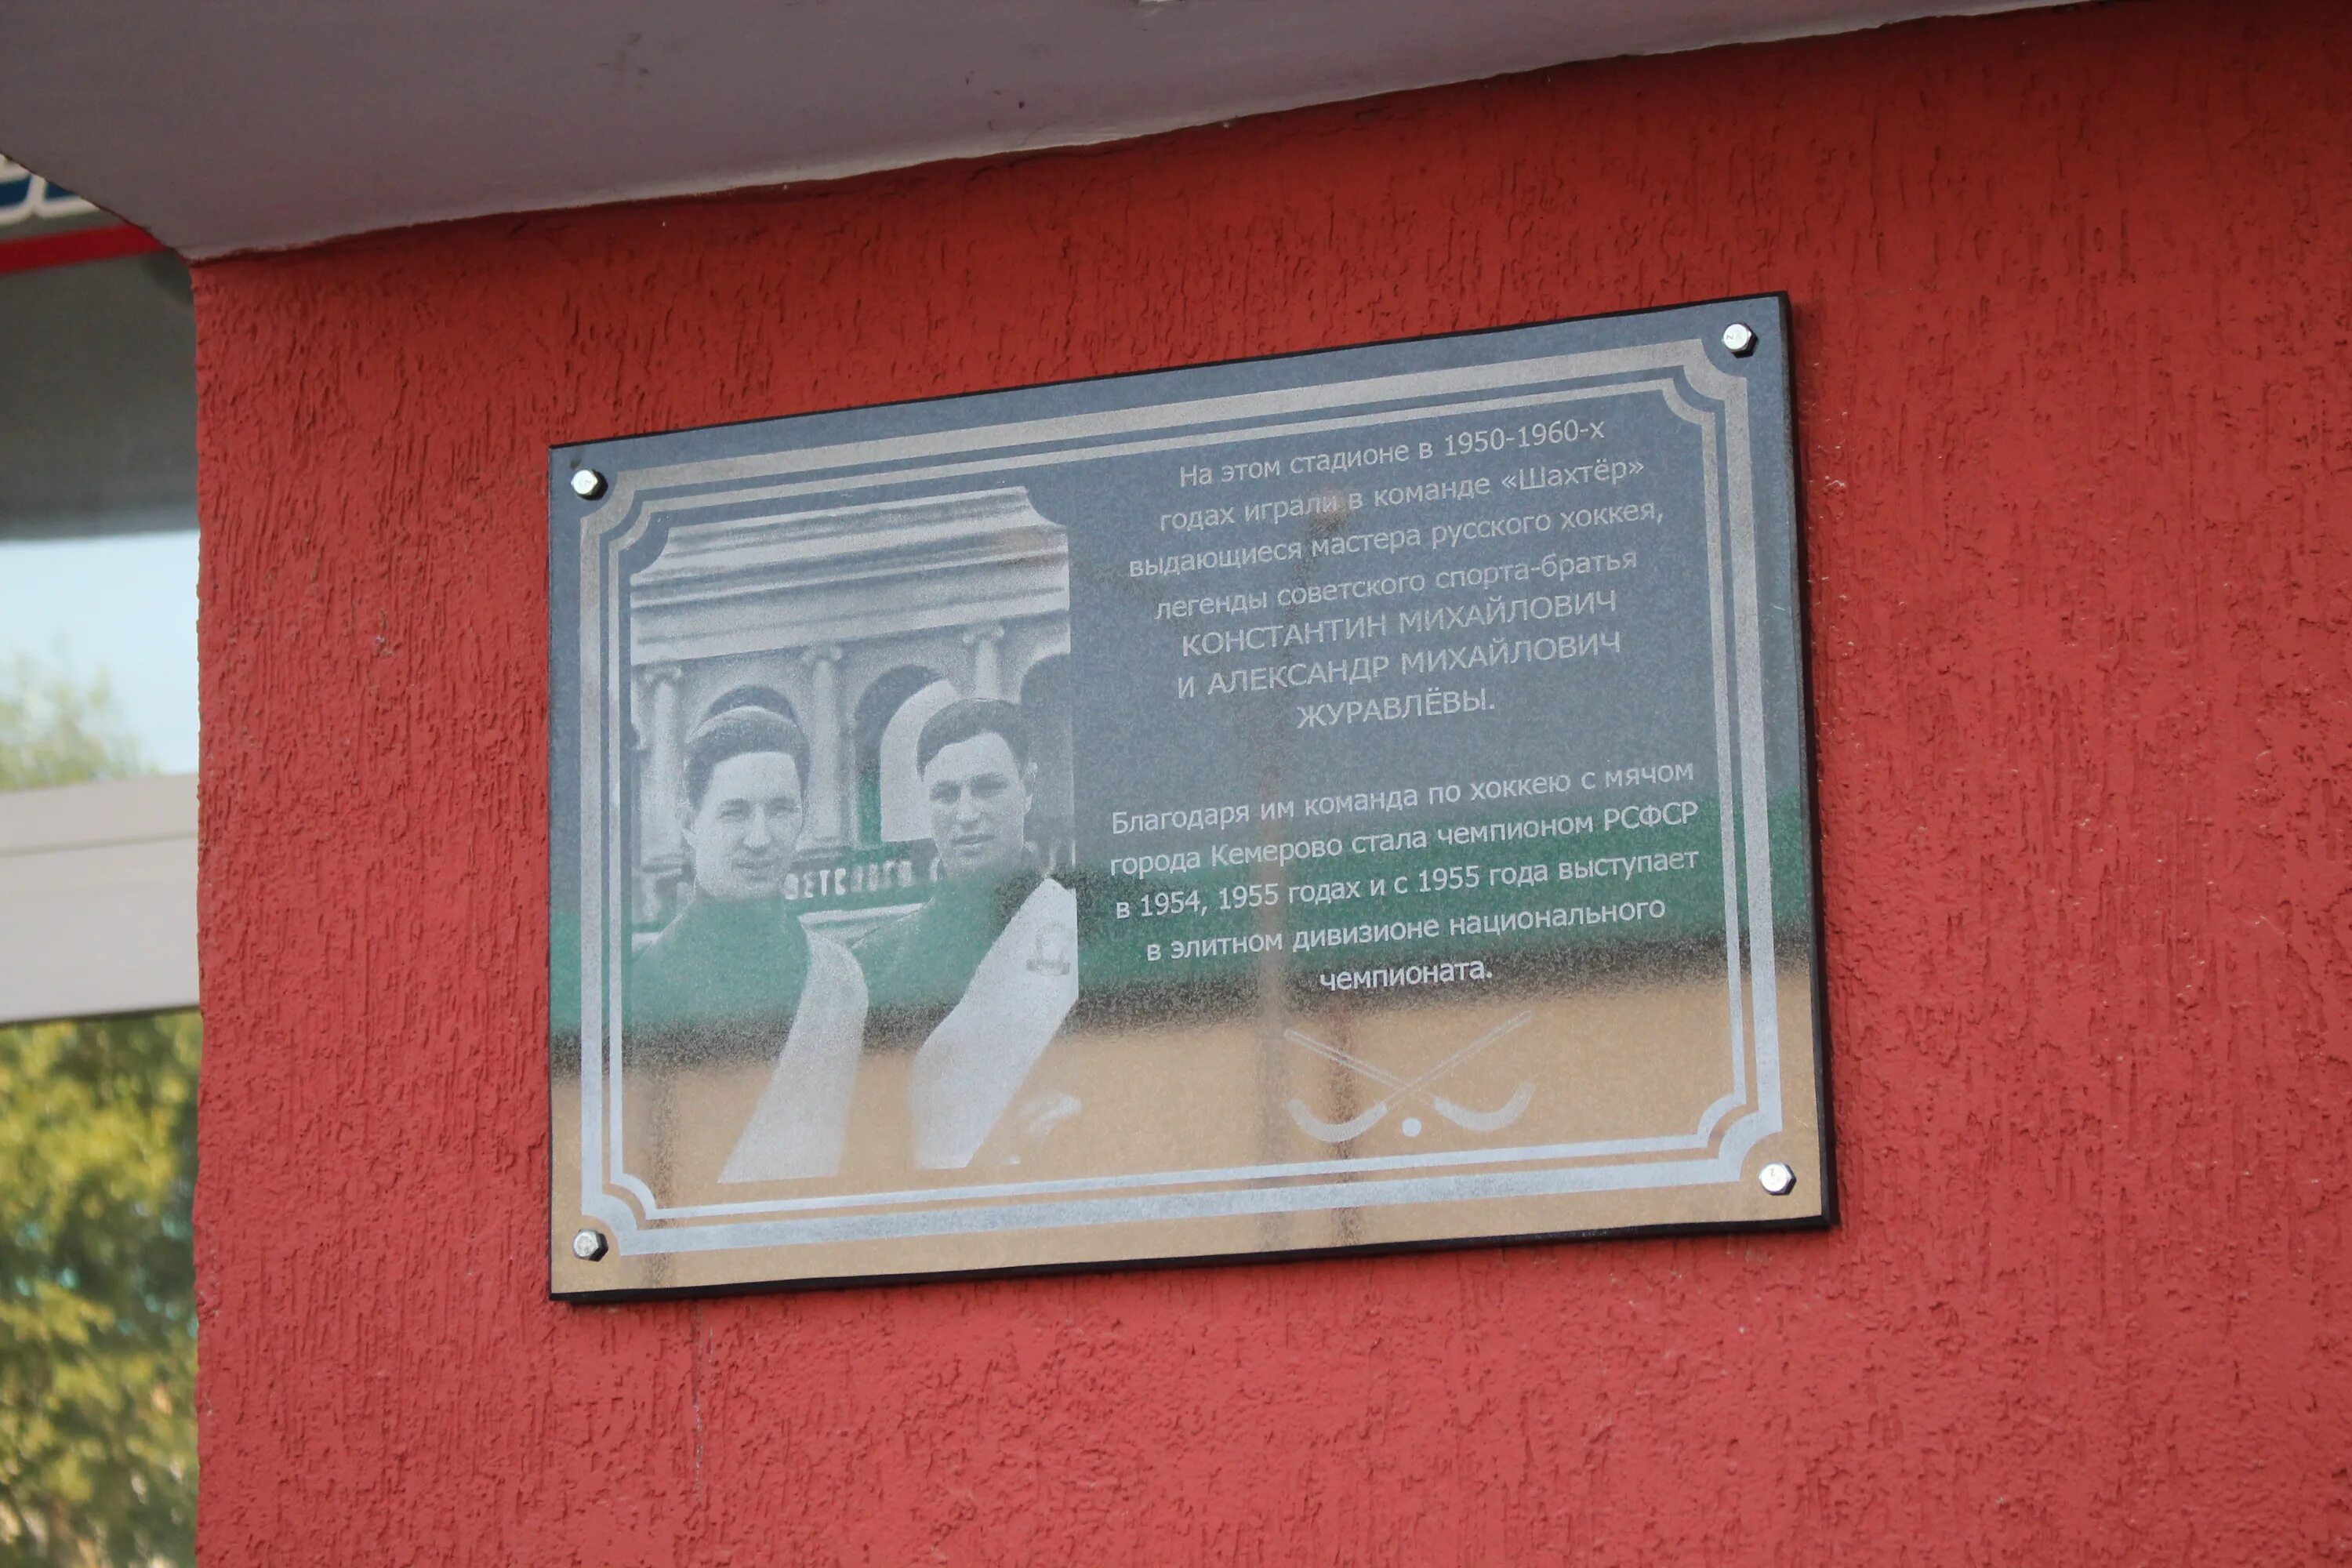 На этом стадионе в 1950-1960-х
годах играли в команде «Шахтёр»
выдающиеся мастера русского хоккея,
легенды советского спорта-братья
КОНСТАНТИН МИХАЙЛОВИЧ
И АЛЕКСАНДР МИХАЙЛОВИЧ
ЖУРАВЛЁВЫ.
Благодаря им команда по хоккею с мячом
города Кемерово стала чемпионом РСФСР
в 1954, 1955 годах и с 1955 года выступает
в элитном дивизионе национального
чемпионата.